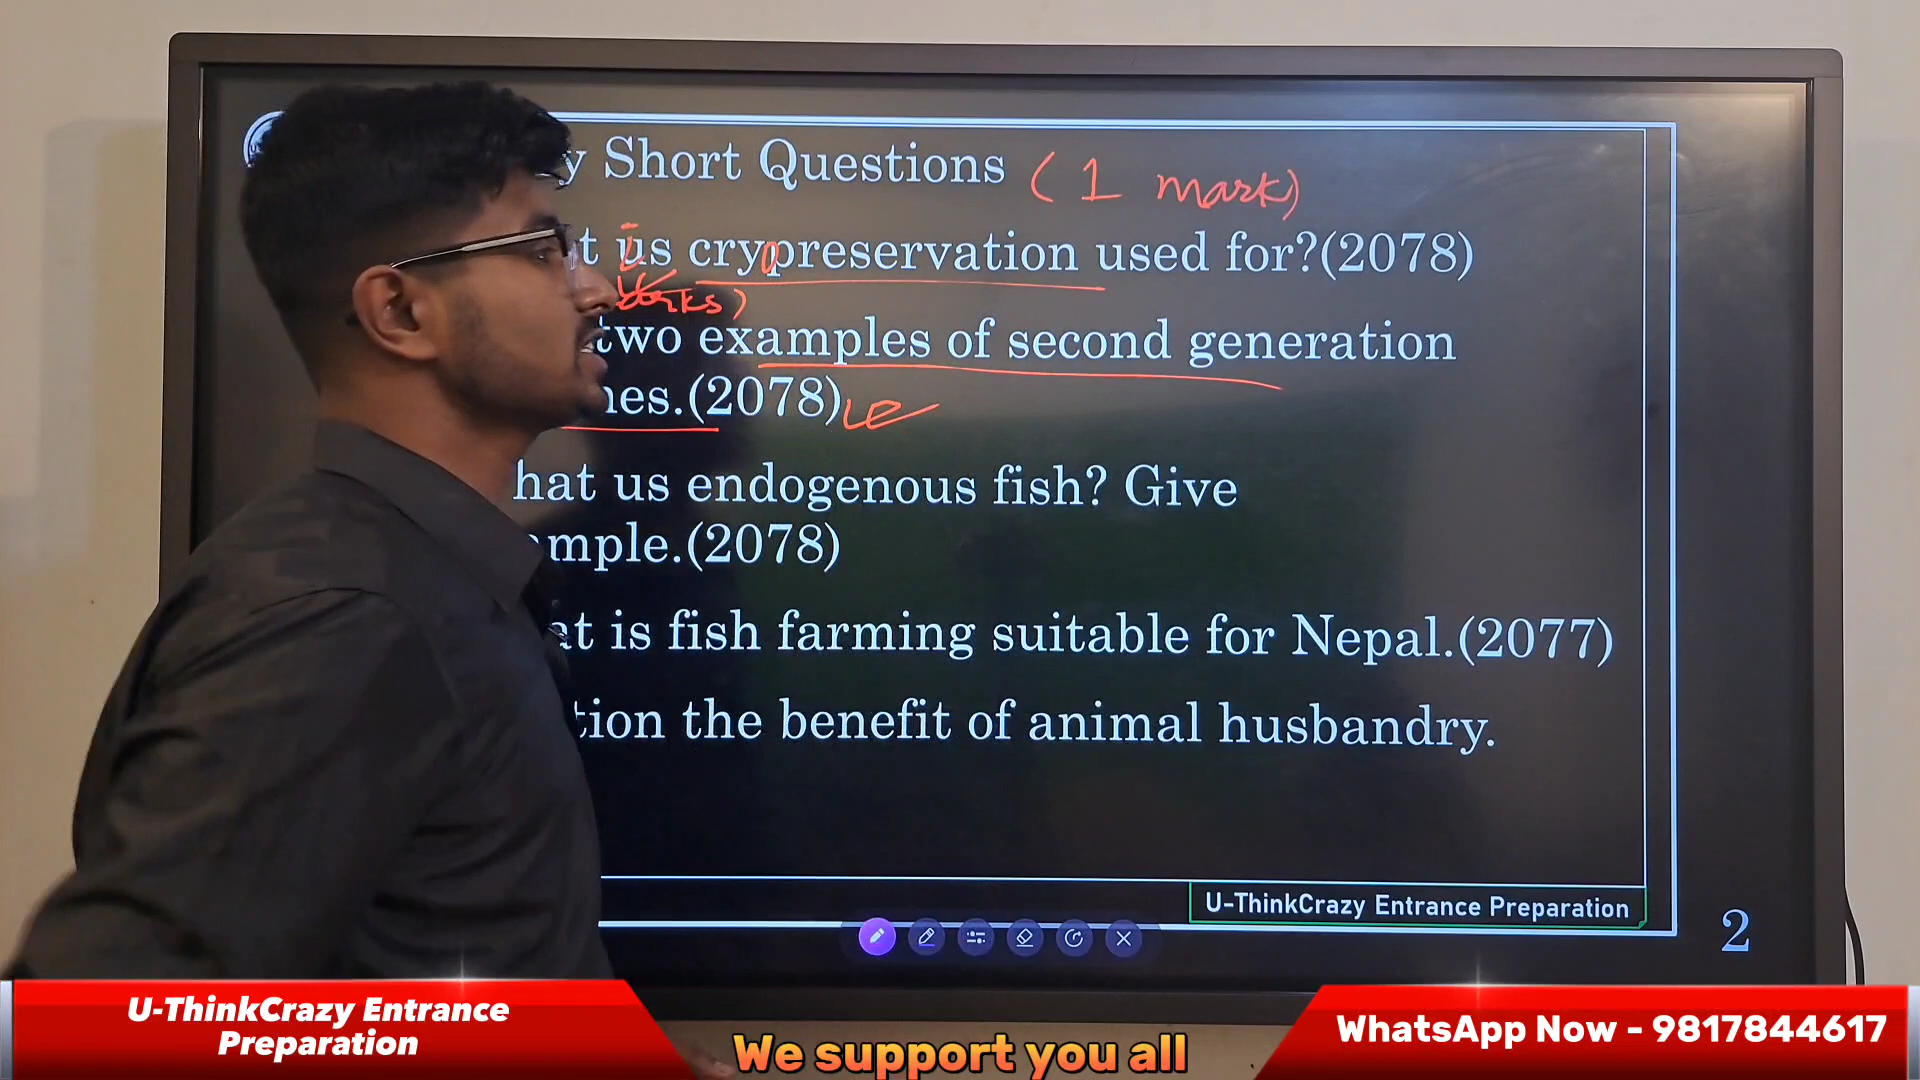 y Short Questions (1 mark)
t us crypreservation used for?(2078)
two examples of second generation
nes.(2078)
hat us endogenous fish? Give
mple.(2078)
at is fish farming suitable for Nepal.(2077)
tion the benefit of animal husbandry.
U-ThinkCrazy Entrance Preparation
2
U-ThinkCrazy Entrance
Preparation
We support you all
WhatsApp Now - 9817844617